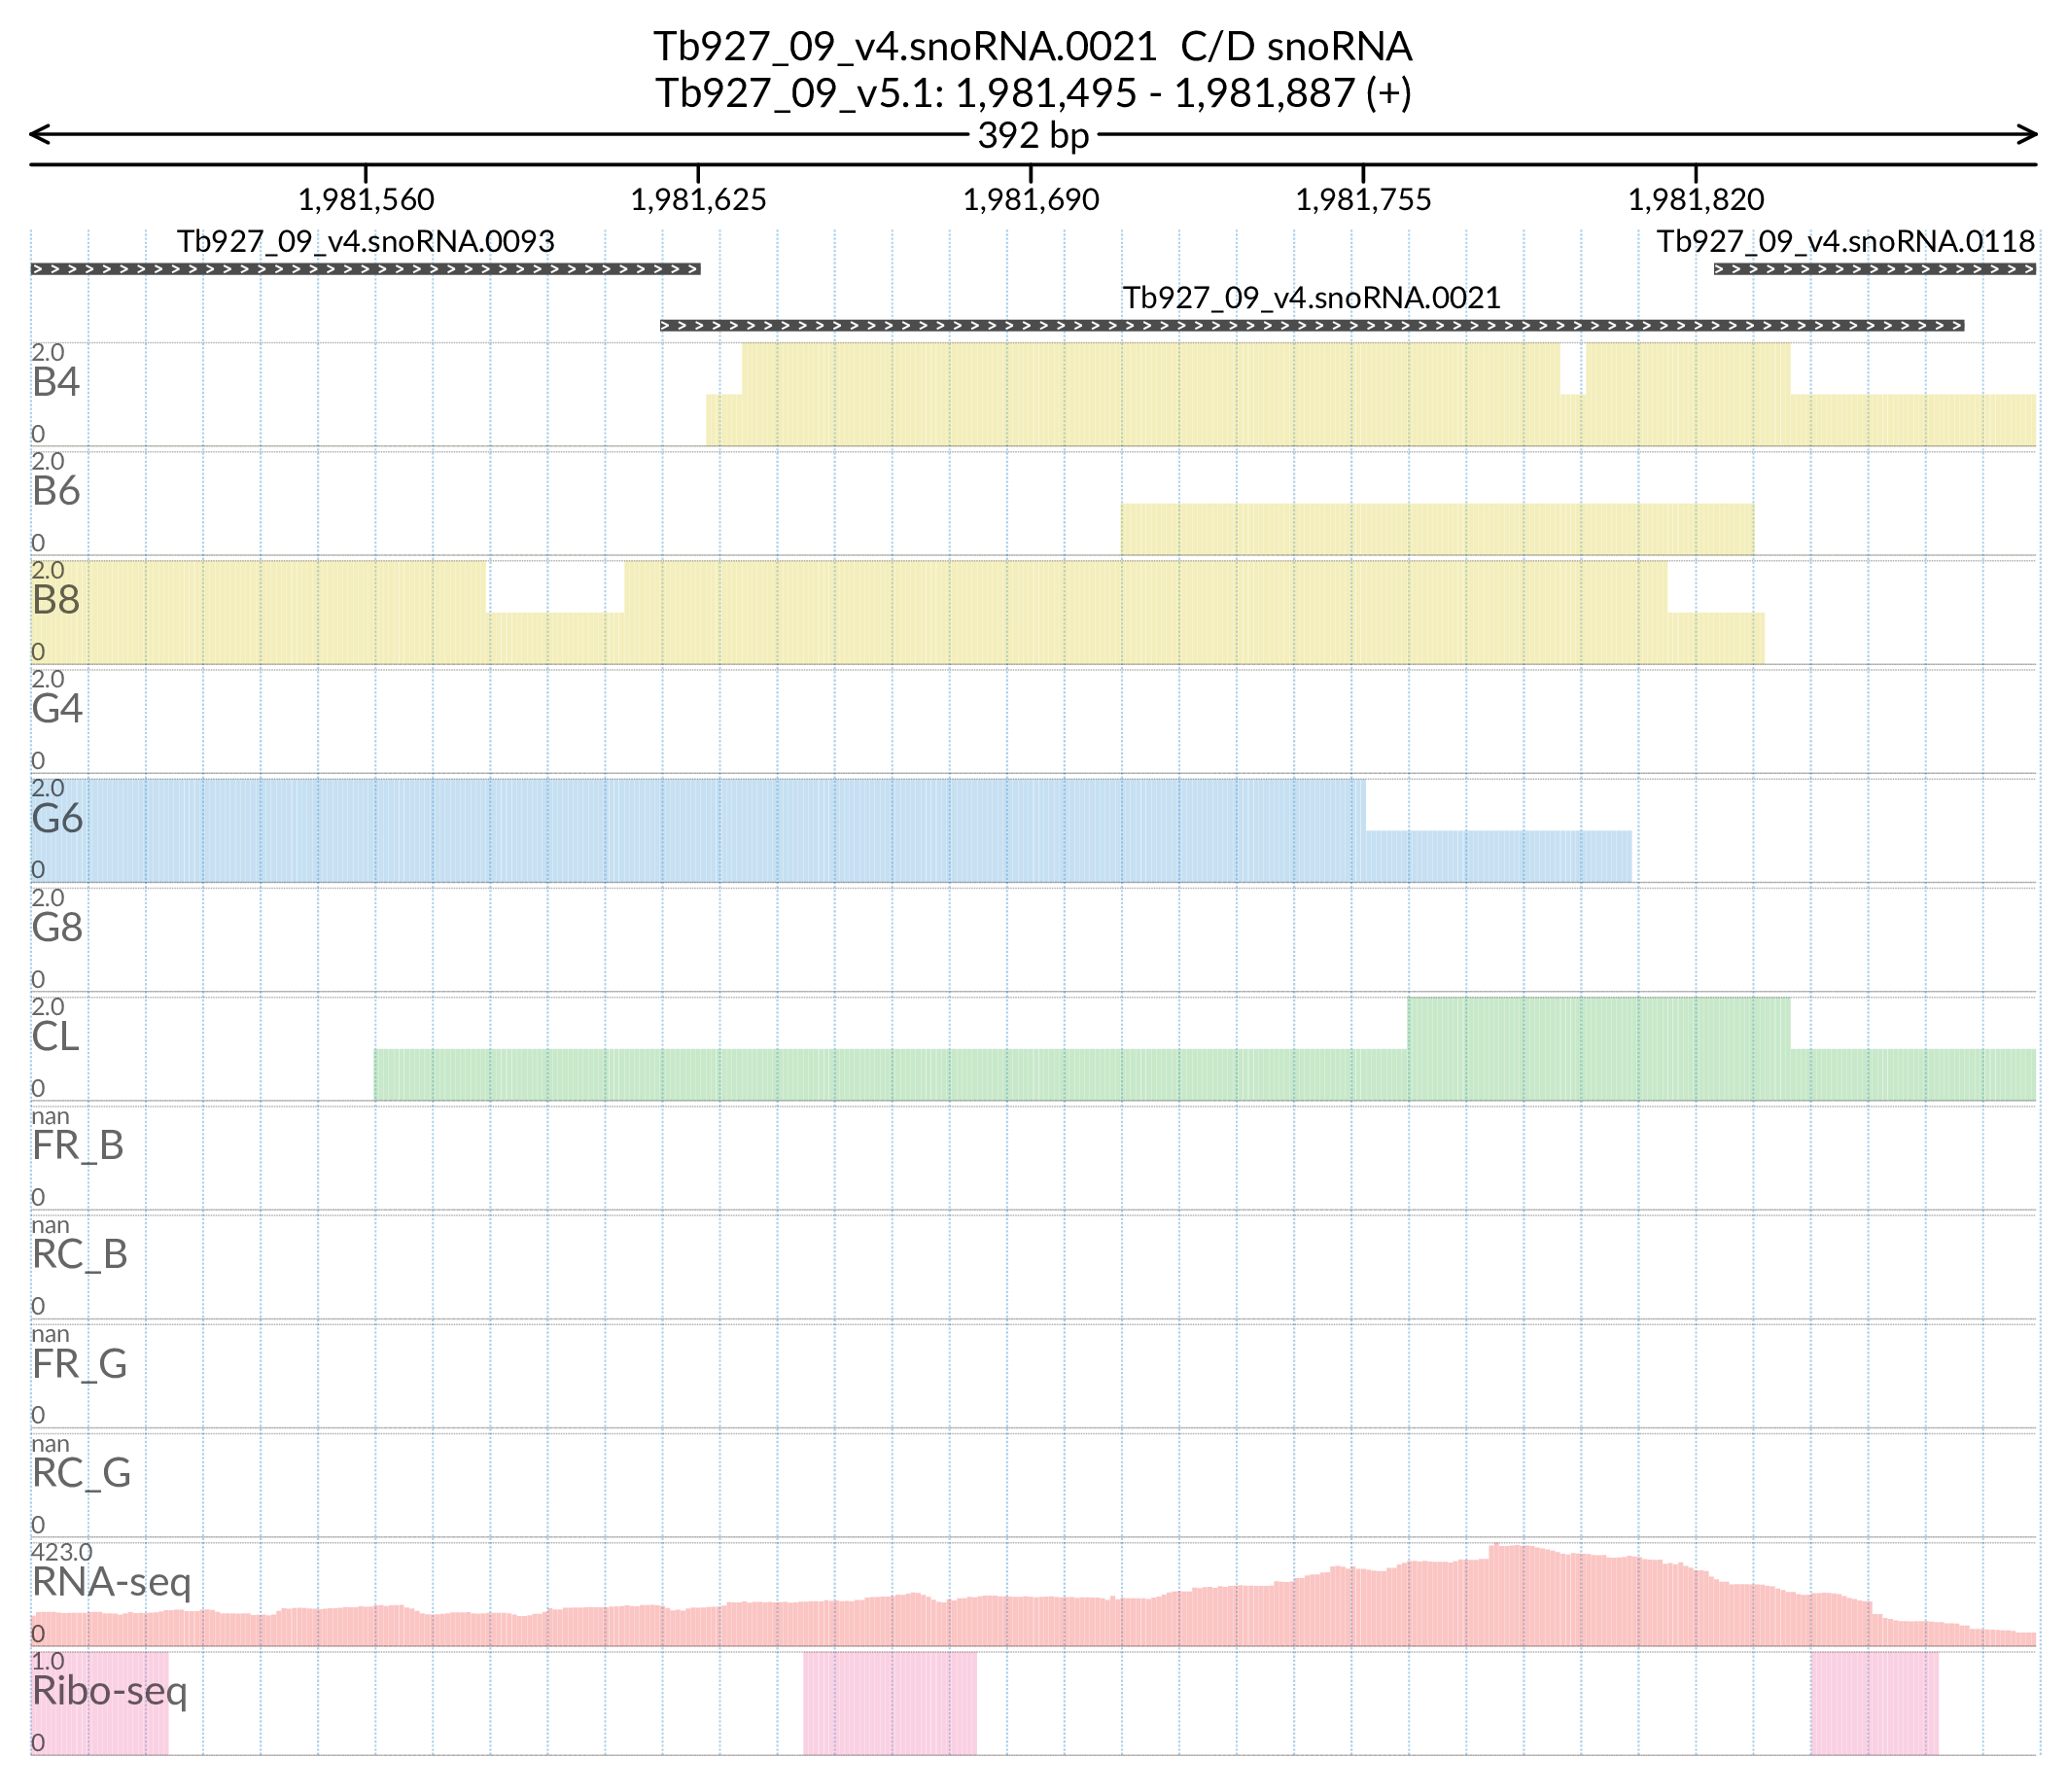 Tb927_09_v4.snoRNA.0021 C/D snoRNA
Tb927_09_v5.1: 1,981,495 - 1,981,887 (+)
392 bp
1,981,560 1,981,625 1,981,690 1,981,755 1,981,820
Tb927_09_v4.snoRNA.0093 Tb927_09_v4.snoRNA.0118
Tb927_09_v4.snoRNA.0021
2.0
B4
0
2.0
B6
0
2.0
B8
0
2.0
G4
0
2.0
G6
0
2.0
G8
0
2.0
CL
0
nan
FR_B
0
nan
RC_B
0
nan
FR_G
0
nan
RC_G
0
423.0
RNA-seq
0
1.0
Ribo-seq
0